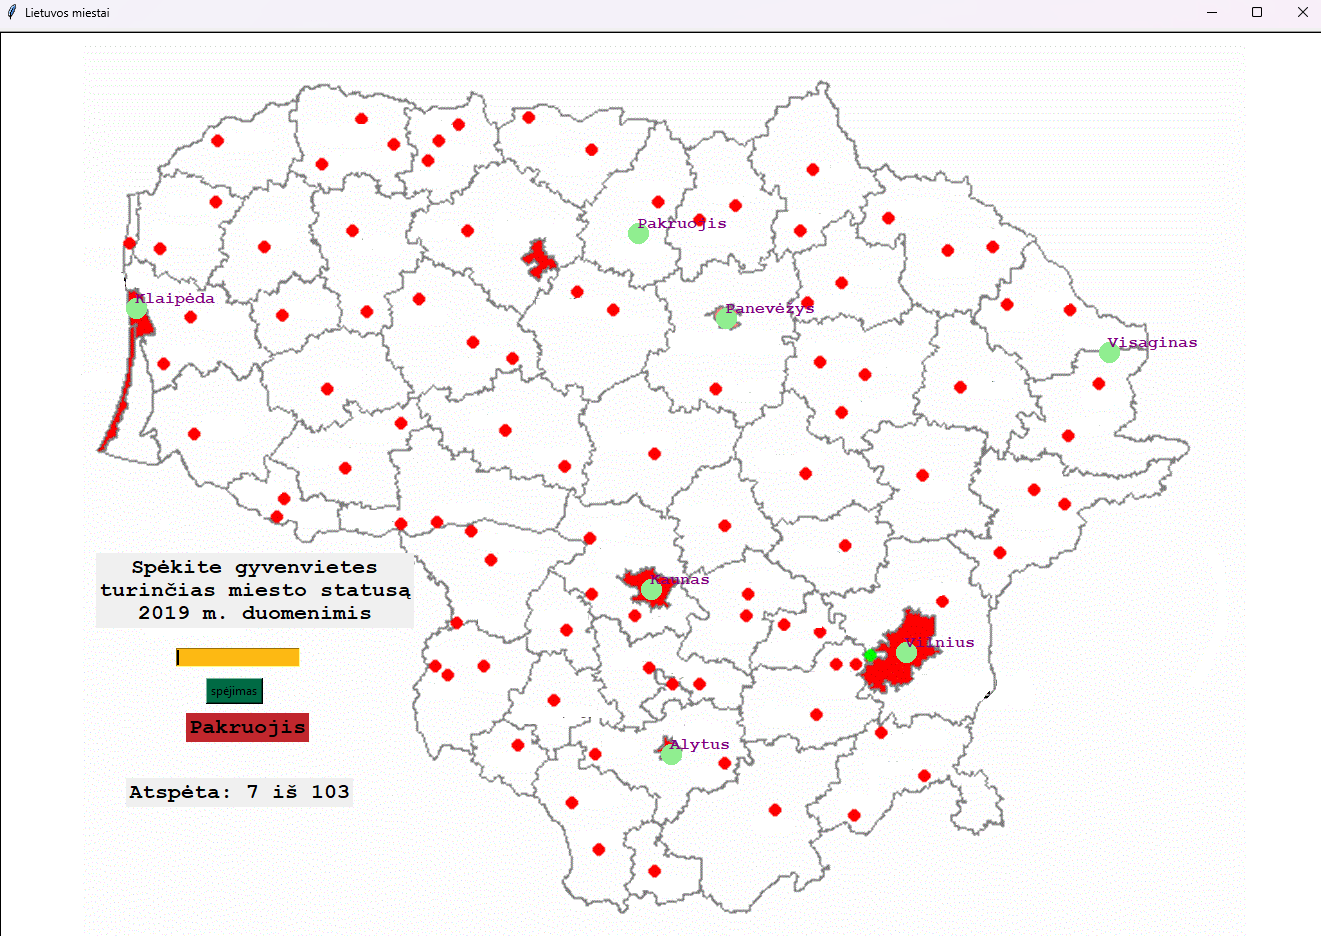 Lietuvos miestai
Pakruojis
Klaipėda
Panevėžys
Visaginas
Spėkite gyvenvietes
turinčias miesto statusą
2019 m. duomenimis
Kaunas
Vilnius
spėjimas
Pakruojis
Alytus
Atspėta: 7 iš 103